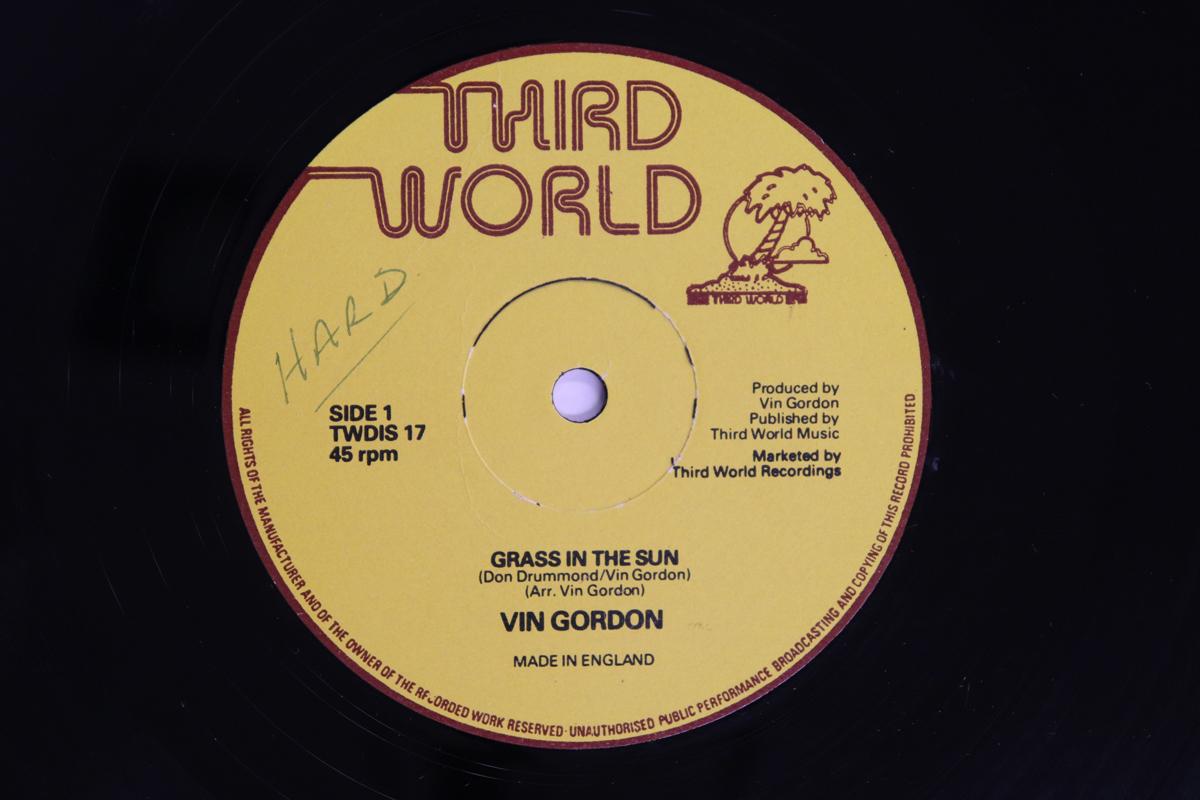 THIRD
WORLD
THIRD WORLD
HARD
SIDE 1
TWDIS 17
45 rpm
Produced by
Vin Gordon
Published by
Third World Music
Marketed by
Third World Recordings
GRASS IN THE SUN
(Don Drummond/Vin Gordon)
(Arr. Vin Gordon)
VIN GORDON
MADE IN ENGLAND
ALL RIGHTS OF THE MANUFACTURER AND OF THE OWNER OF THE RECORDED WORK RESERVED · UNAUTHORISED PUBLIC PERFORMANCE BROADCASTING AND COPYING OF THIS RECORD PROHIBITED